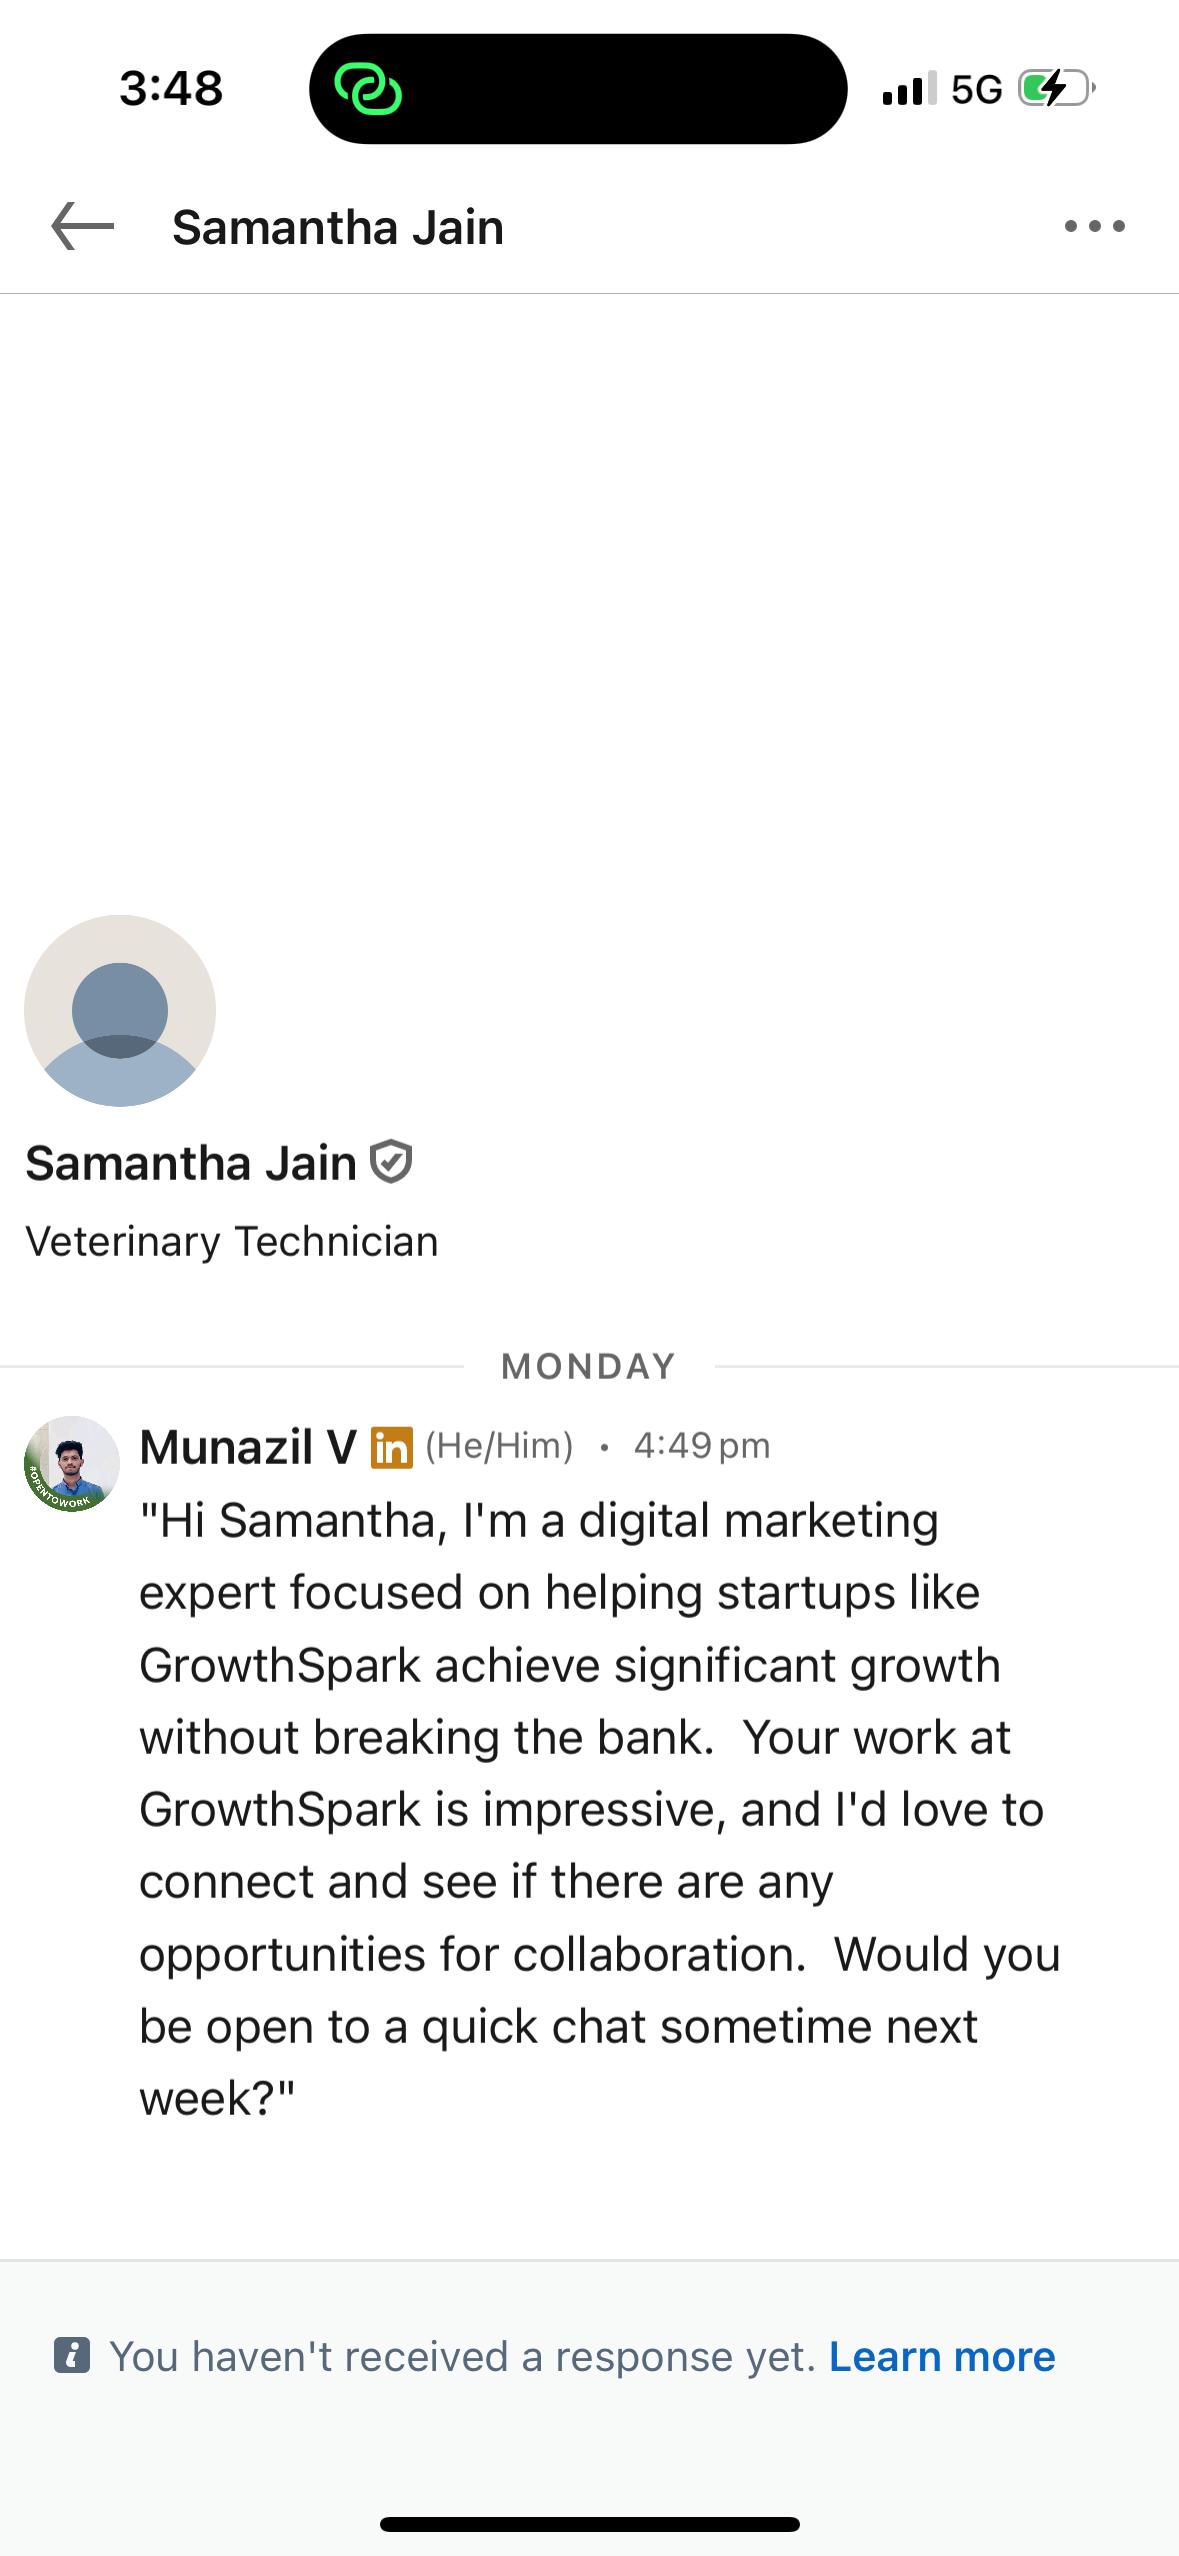 3:48
5G
Samantha Jain
Samantha Jain
Veterinary Technician
MONDAY
#OPENTOWORK
Munazil V in (He/Him) • 4:49 pm
"Hi Samantha, I'm a digital marketing
expert focused on helping startups like
GrowthSpark achieve significant growth
without breaking the bank.  Your work at
GrowthSpark is impressive, and I'd love to
connect and see if there are any
opportunities for collaboration.  Would you
be open to a quick chat sometime next
week?"
You haven't received a response yet. Learn more